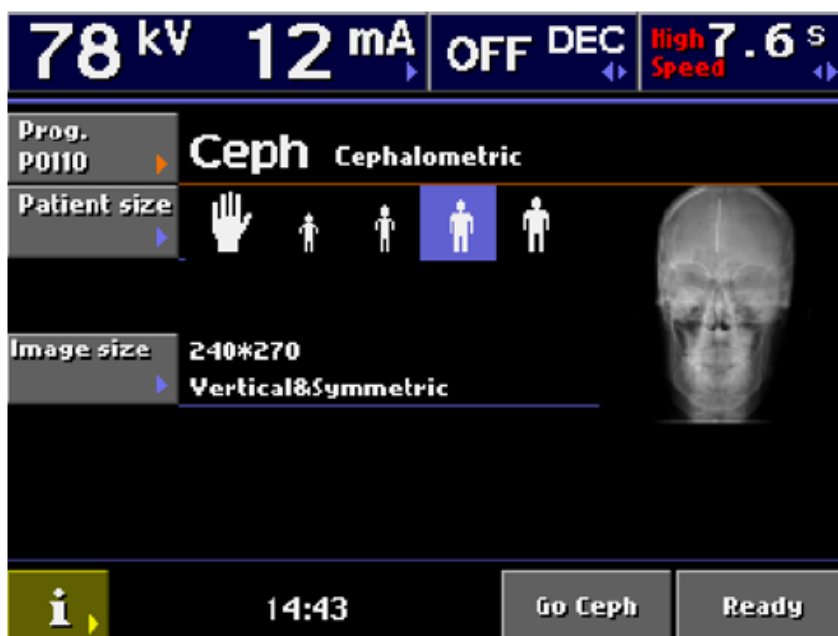 78 kV 12 mA OFF DEC High Speed 7.6 s
Prog.
P0110
Ceph Cephalometric
Patient size
Image size
240*270
Vertical&Symmetric
i 14:43 Go Ceph Ready